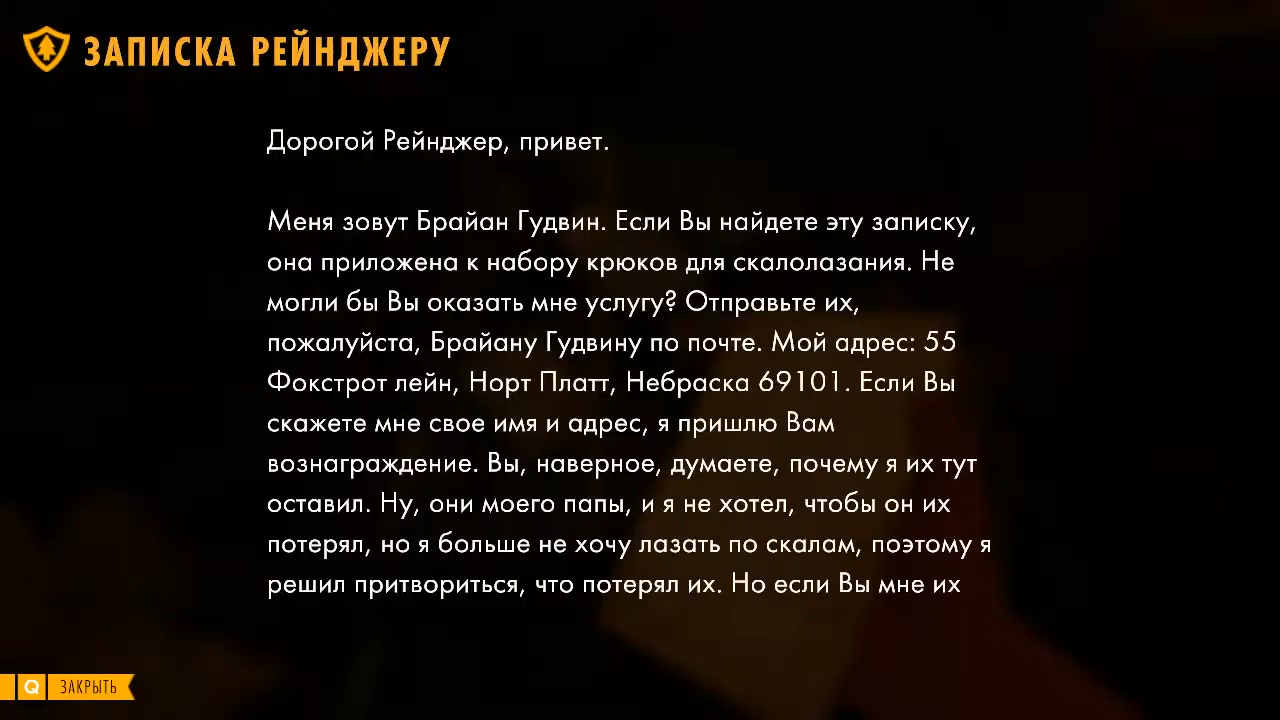 ЗАПИСКА РЕЙНДЖЕРУ
Дорогой Рейнджер, привет.
Меня зовут Брайан Гудвин. Если Вы найдете эту записку,
она приложена к набору крюков для скалолазания. Не
могли бы Вы оказать мне услугу? Отправьте их,
пожалуйста, Брайану Гудвину по почте. Мой адрес: 55
Фокстрот лейн, Норт Платт, Небраска 69101. Если Вы
скажете мне свое имя и адрес, я пришлю Вам
вознаграждение. Вы, наверное, думаете, почему я их тут
оставил. Ну, они моего папы, и я не хотел, чтобы он их
потерял, но я больше не хочу лазать по скалам, поэтому я
решил притвориться, что потерял их. Но если Вы мне их
Q ЗАКРЫТЬ